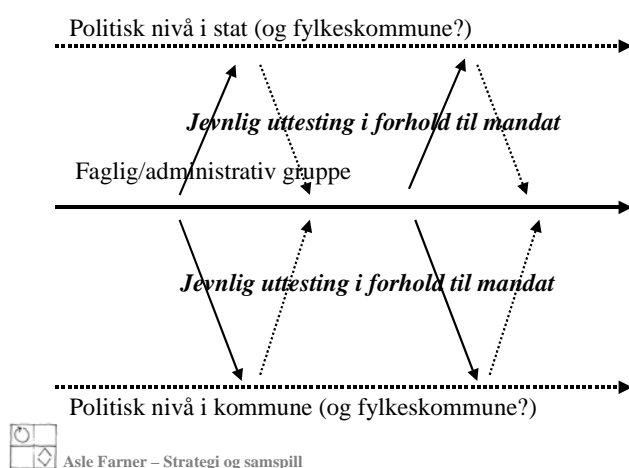 Politisk nivå i stat (og fylkeskommune?)
Jevnlig uttesting i forhold til mandat
Faglig/administrativ gruppe
Jevnlig uttesting i forhold til mandat
Politisk nivå i kommune (og fylkeskommune?)
Asle Farner – Strategi og samspill